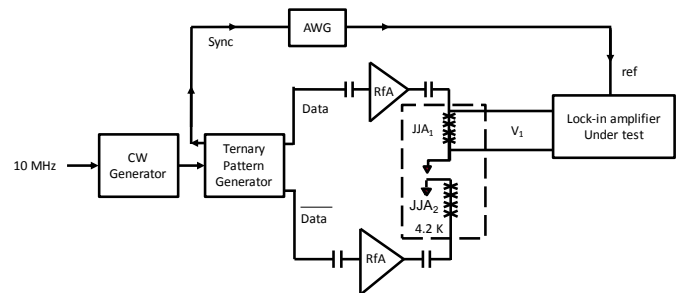 AWG
Sync
ref
RfA
Data
JJA₁
V₁
Lock-in amplifier
Under test
10 MHz
CW
Generator
Ternary
Pattern
Generator
JJA₂
Data
4.2 K
RfA